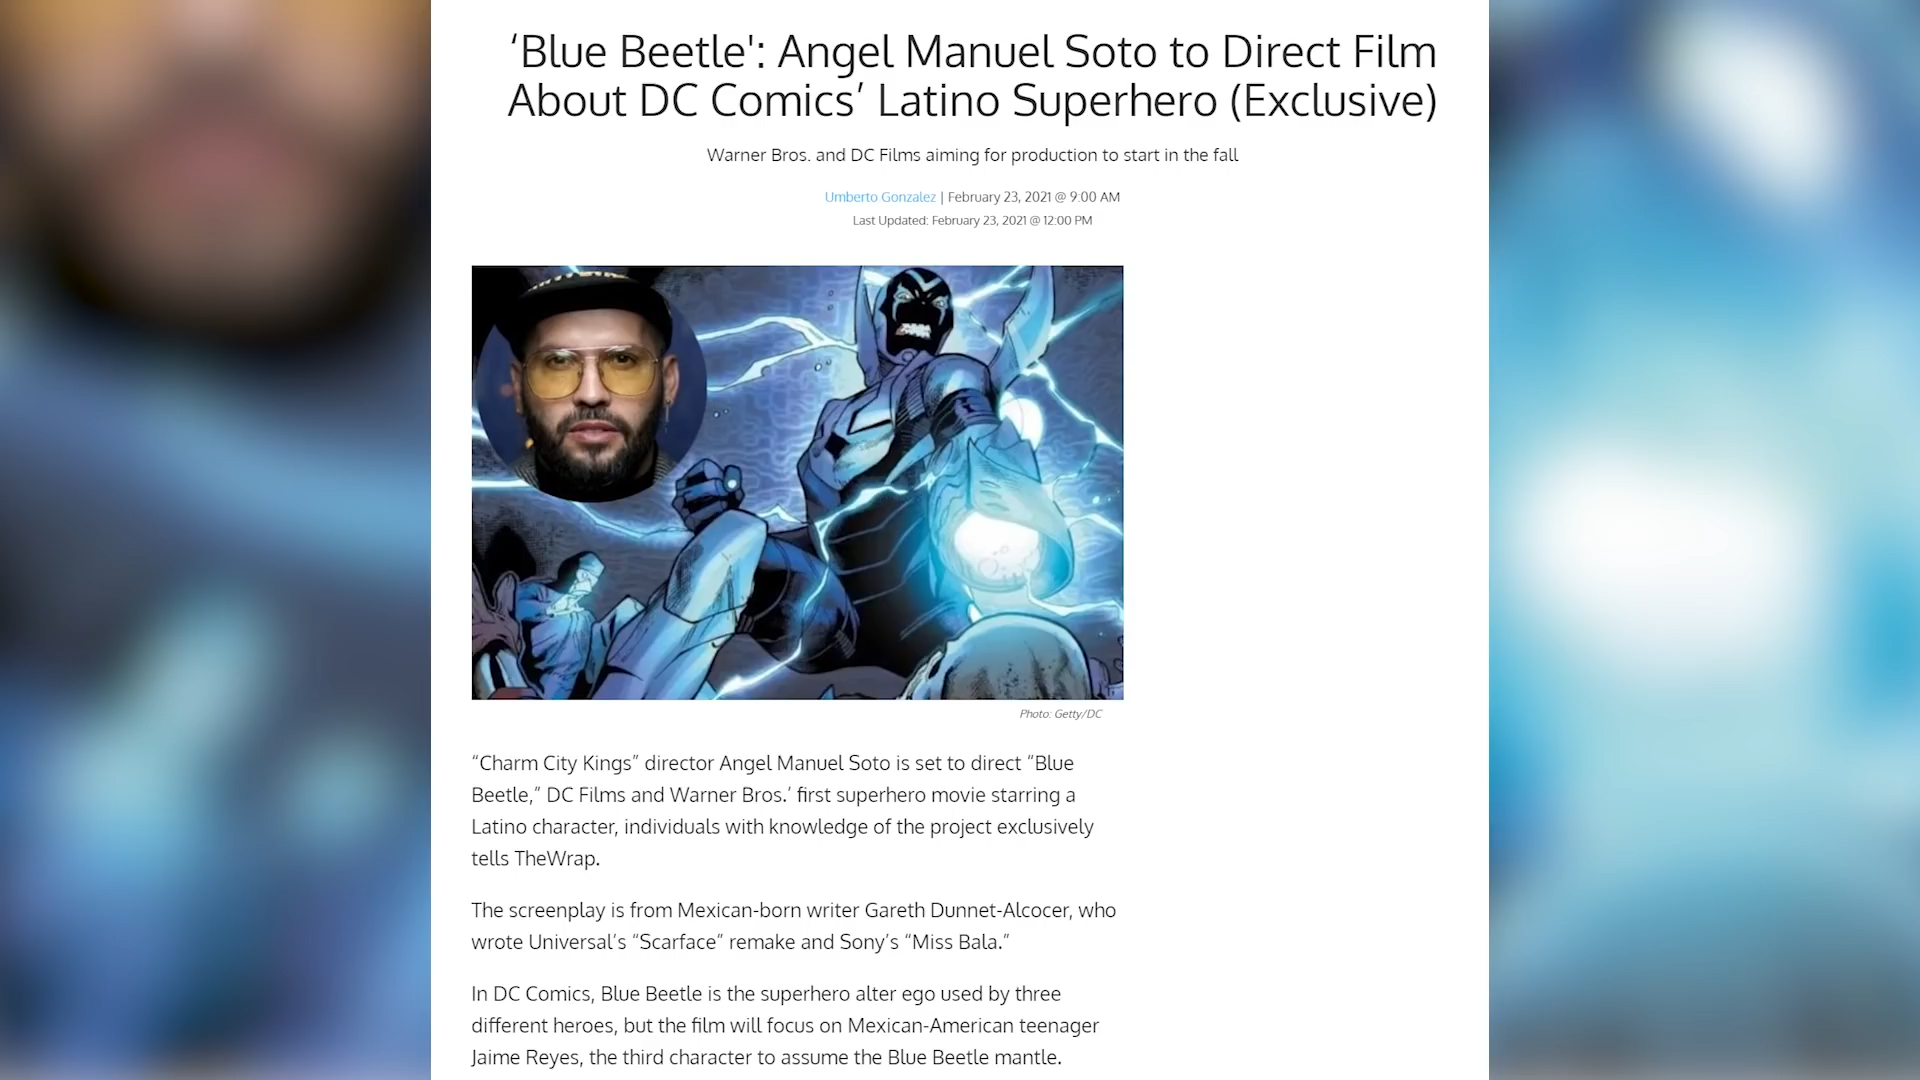 ‘Blue Beetle': Angel Manuel Soto to Direct Film
About DC Comics’ Latino Superhero (Exclusive)
Warner Bros. and DC Films aiming for production to start in the fall
Umberto Gonzalez | February 23, 2021 @ 9:00 AM
Last Updated: February 23, 2021 @ 12:00 PM
Photo: Getty/DC
“Charm City Kings” director Angel Manuel Soto is set to direct “Blue
Beetle,” DC Films and Warner Bros.’ first superhero movie starring a
Latino character, individuals with knowledge of the project exclusively
tells TheWrap.
The screenplay is from Mexican-born writer Gareth Dunnet-Alcocer, who
wrote Universal’s “Scarface” remake and Sony’s “Miss Bala.”
In DC Comics, Blue Beetle is the superhero alter ego used by three
different heroes, but the film will focus on Mexican-American teenager
Jaime Reyes, the third character to assume the Blue Beetle mantle.